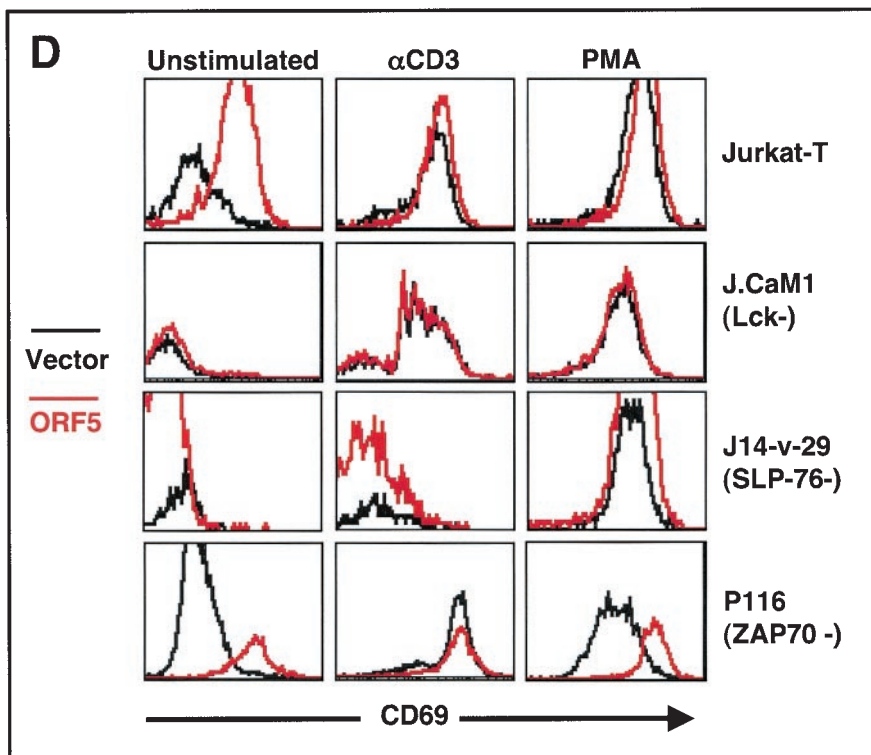 D
Unstimulated
αCD3
PMA
Jurkat-T
J.CaM1
(Lck-)
Vector
ORF5
J14-v-29
(SLP-76-)
P116
(ZAP70 -)
CD69